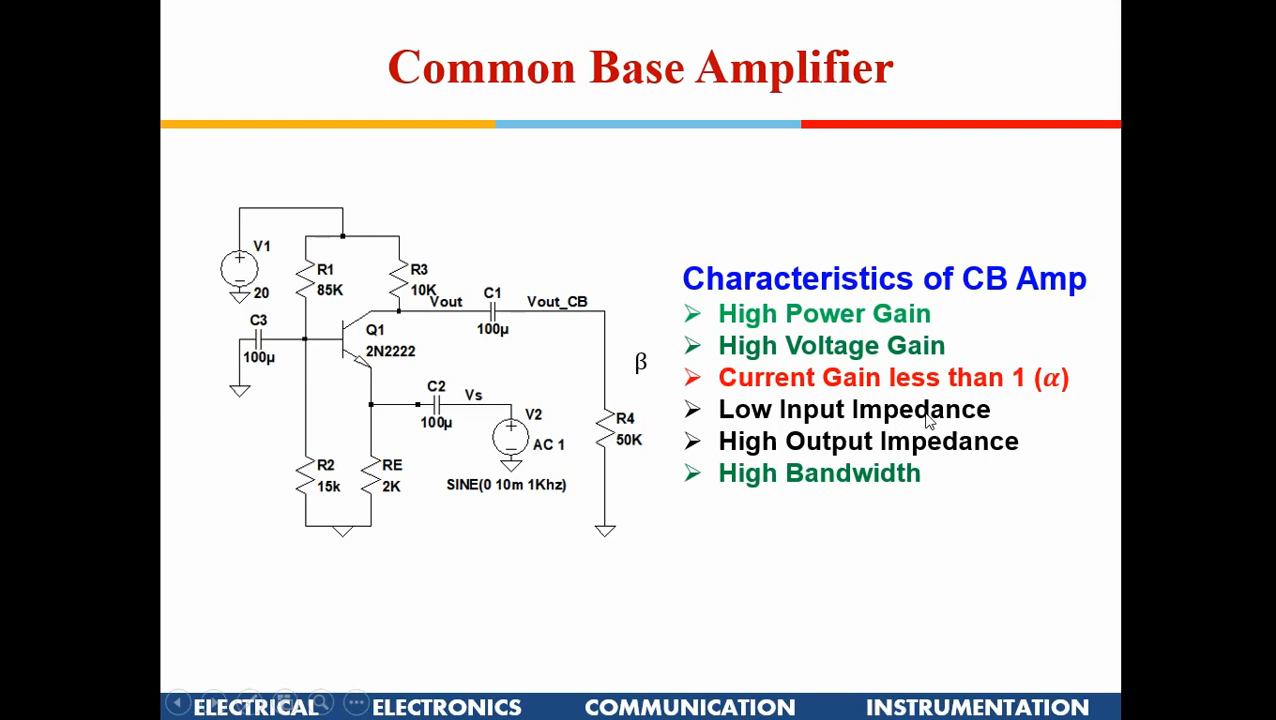 Common Base Amplifier
V1
20
R1
85K
R3
10K
Vout
C1
100µ
Vout_CB
C3
100µ
Q1
2N2222
β
C2
100µ
Vs
V2
AC 1
SINE(0 10m 1Khz)
R4
50K
R2
15k
RE
2K
Characteristics of CB Amp
High Power Gain
High Voltage Gain
Current Gain less than 1 (α)
Low Input Impedance
High Output Impedance
High Bandwidth
ELECTRICAL ELECTRONICS COMMUNICATION INSTRUMENTATION